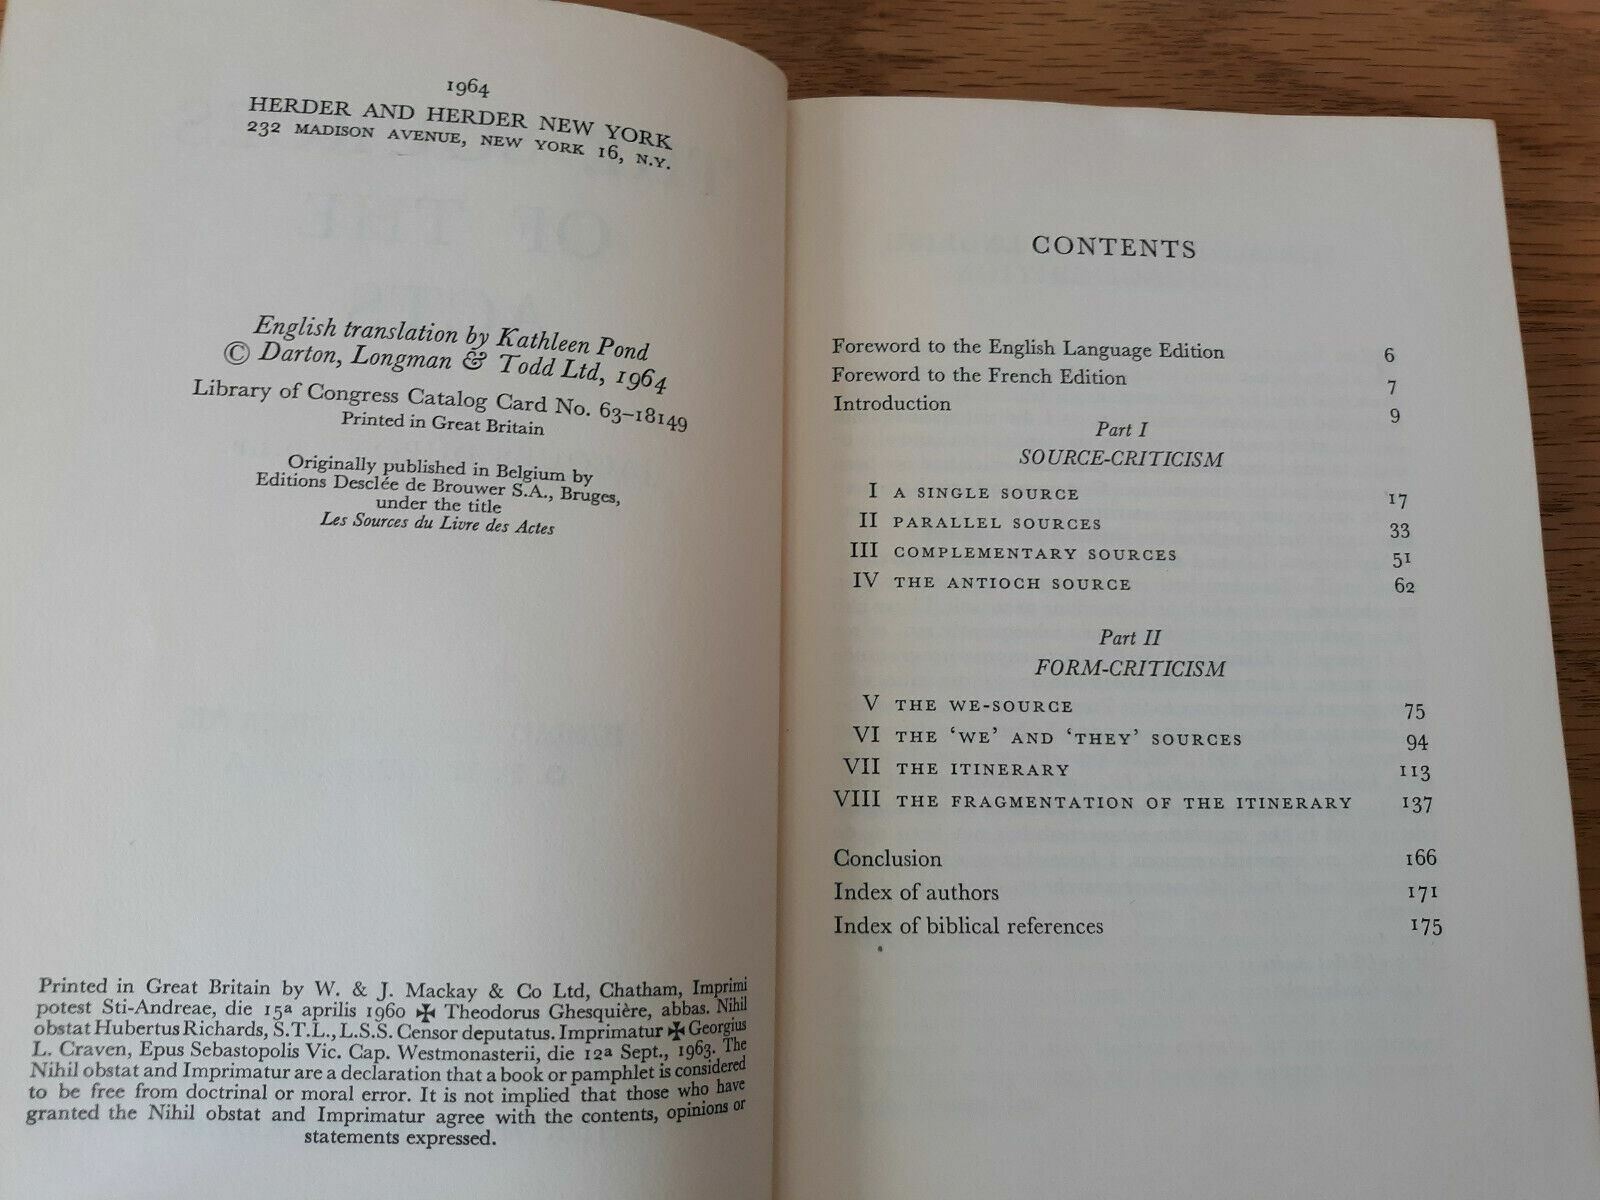 1964
HERDER AND HERDER NEW YORK
232 MADISON AVENUE, NEW YORK 16, N.Y.
English translation by Kathleen Pond
© Darton, Longman & Todd Ltd, 1964
Library of Congress Catalog Card No. 63–18149
Printed in Great Britain
Originally published in Belgium by
Editions Desclée de Brouwer S.A., Bruges,
under the title
Les Sources du Livre des Actes
Printed in Great Britain by W. & J. Mackay & Co Ltd, Chatham, Imprimi
potest Sti-Andreae, die 15ª aprilis 1960 ✠ Theodorus Ghesquière, abbas. Nihil
obstat Hubertus Richards, S.T.L., L.S.S. Censor deputatus. Imprimatur ✠ Georgius
L. Craven, Epus Sebastopolis Vic. Cap. Westmonasterii, die 12ª Sept., 1963. The
Nihil obstat and Imprimatur are a declaration that a book or pamphlet is considered
to be free from doctrinal or moral error. It is not implied that those who have
granted the Nihil obstat and Imprimatur agree with the contents, opinions or
statements expressed.
CONTENTS
Foreword to the English Language Edition 6
Foreword to the French Edition 7
Introduction 9
Part I
SOURCE-CRITICISM
I A SINGLE SOURCE 17
II PARALLEL SOURCES 33
III COMPLEMENTARY SOURCES 51
IV THE ANTIOCH SOURCE 62
Part II
FORM-CRITICISM
V THE WE-SOURCE 75
VI THE ‘WE’ AND ‘THEY’ SOURCES 94
VII THE ITINERARY 113
VIII THE FRAGMENTATION OF THE ITINERARY 137
Conclusion 166
Index of authors 171
Index of biblical references 175